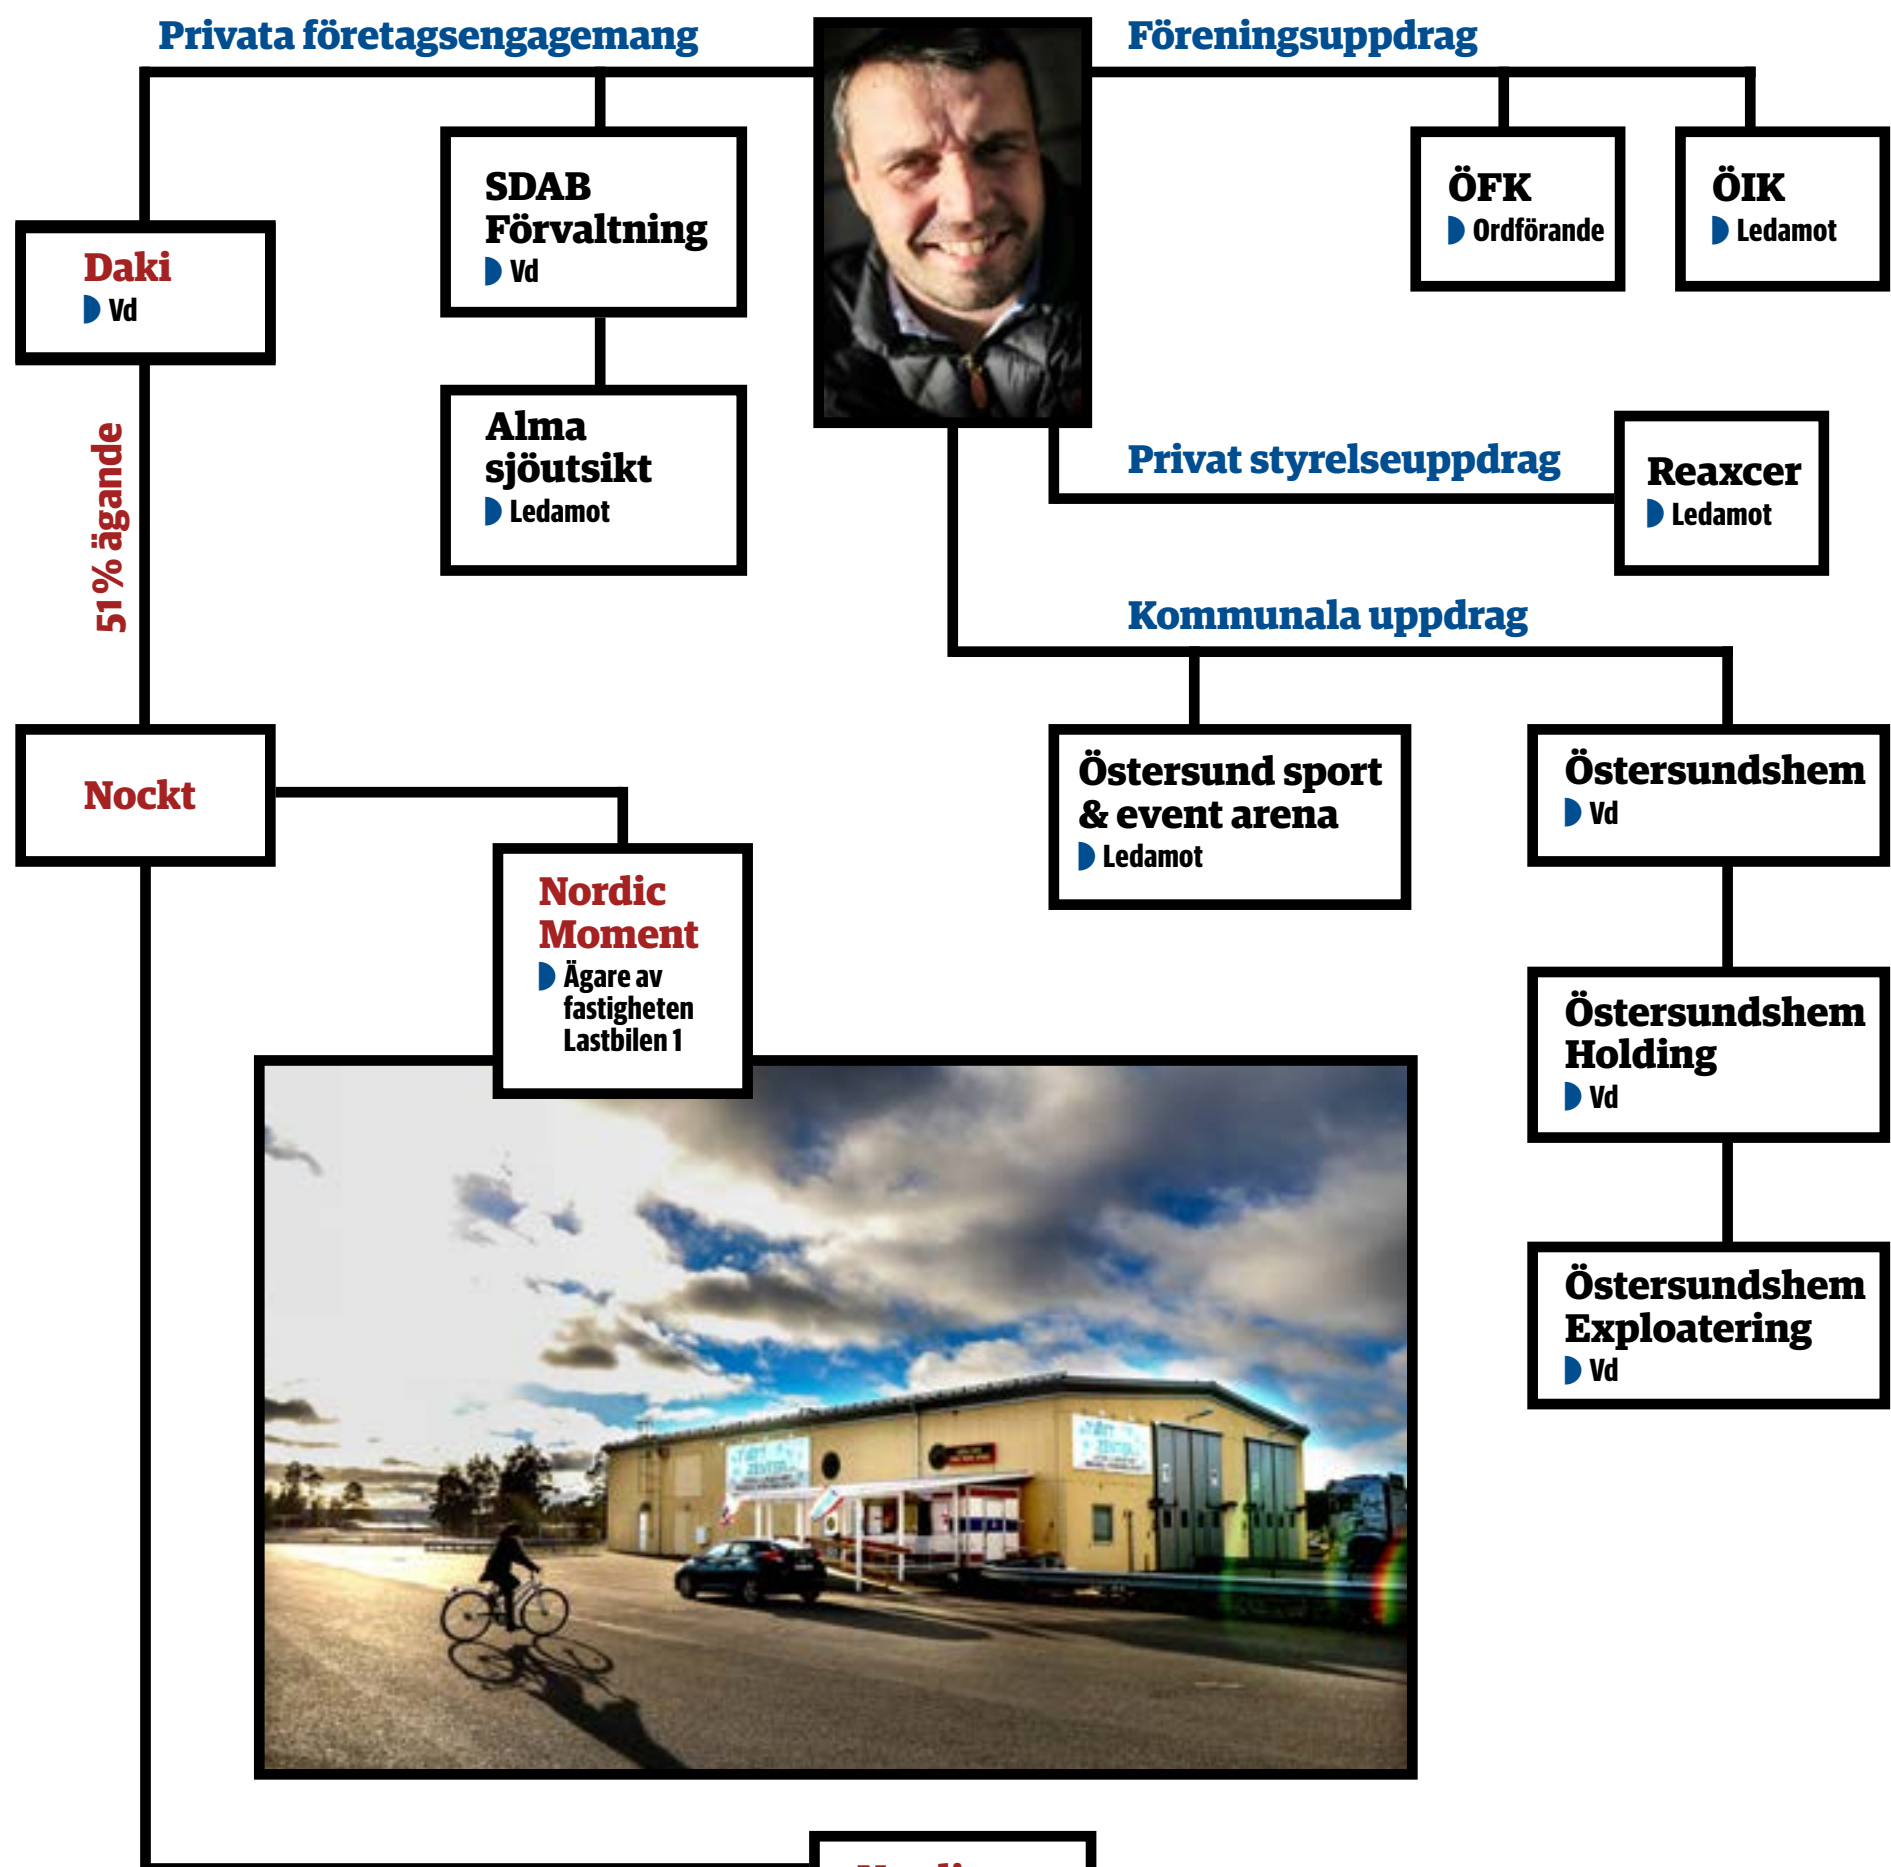 Privata företagsengagemang
Föreningsuppdrag
Daki
Vd
SDAB
Förvaltning
Vd
Alma
sjöutsikt
Ledamot
ÖFK
Ordförande
ÖIK
Ledamot
Privat styrelseuppdrag
Reaxcer
Ledamot
51% ägande
Kommunala uppdrag
Nockt
Nordic
Moment
Ägare av
fastigheten
Lastbilen 1
Östersund sport
& event arena
Ledamot
Östersundshem
Vd
Östersundshem
Holding
Vd
Östersundshem
Exploatering
Vd